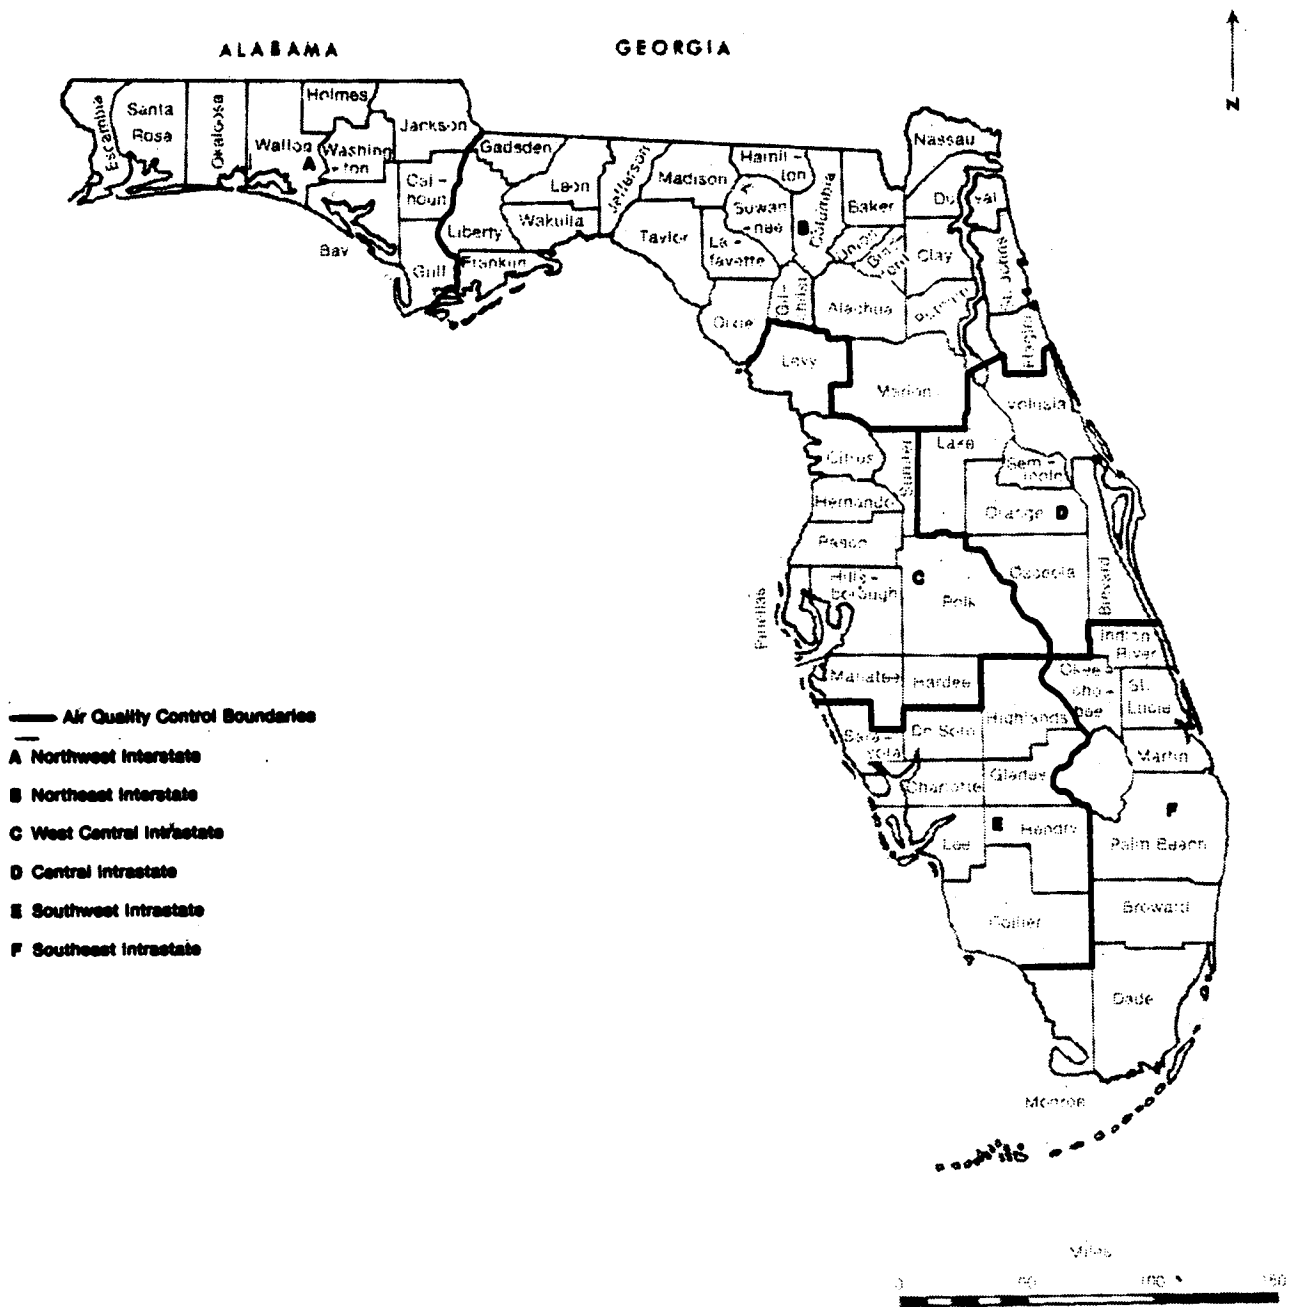 ALABAMA
GEORGIA
N
Escambia
Santa
Rosa
Okaloosa
Walton
A
Holmes
Washing
-ton
Jackson
Bay
Cal-
houn
Gulf
Gadsden
Liberty
Franklin
Leon
Wakulla
Jefferson
Madison
Taylor
Hamil-
ton
Suwan
-nee
La-
fayette
Dixie
B
Columbia
Baker
Union
Nassau
Clay
St. Johns
Alachua
Flagler
Levy
Marion
Volusia
Citrus
Sumter
Lake
Sem-
inole
Orange
D
Hernando
Pasco
Pinellas
Hills-
borough
C
Polk
Osceola
Brevard
Indian
River
Manatee
Hardee
Highlands
Okee-
cho-
bee
St.
Lucie
Sara-
sota
De Soto
Martin
Charlotte
Glades
Lee
E
Hendry
F
Palm Beach
Collier
Broward
Dade
Monroe
Air Quality Control Boundaries
A Northwest Interstate
B Northeast Interstate
C West Central Intrastate
D Central Intrastate
E Southwest Intrastate
F Southeast Intrastate
Miles
0 50 100 150